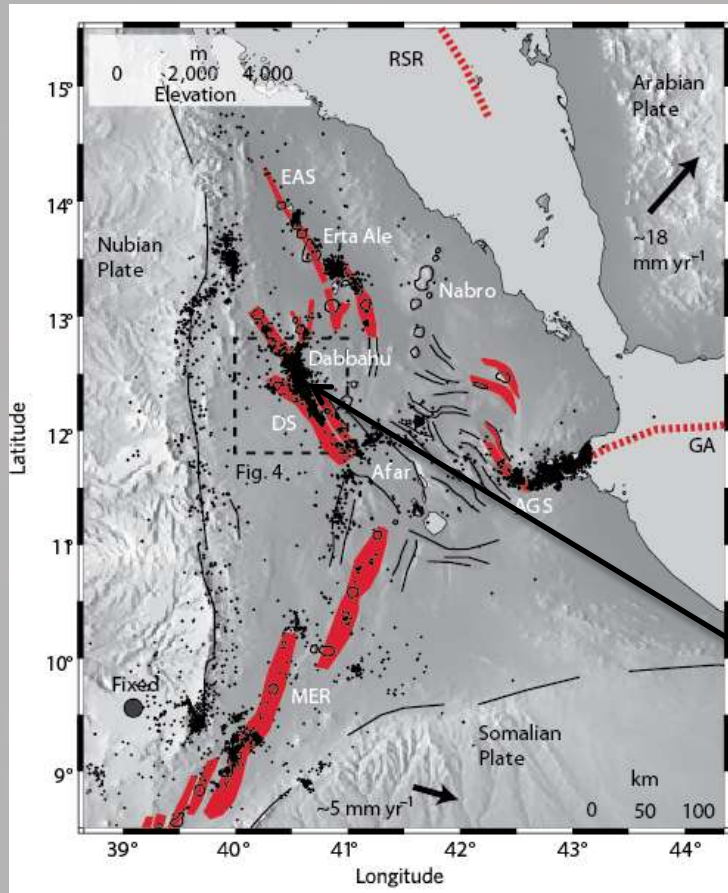 m
0 2,000 4,000
Elevation
RSR
Arabian
Plate
~18
mm yr⁻¹
EAS
Erta Ale
Nubian
Plate
Nabro
Dabbahu
DS
Fig. 4
Afar
AGS
GA
MER
Fixed
Somalian
Plate
~5 mm yr⁻¹
km
0 50 100
15°
14°
13
12
11
10°
9°
Latitude
39° 40° 41° 42° 43° 44°
Longitude